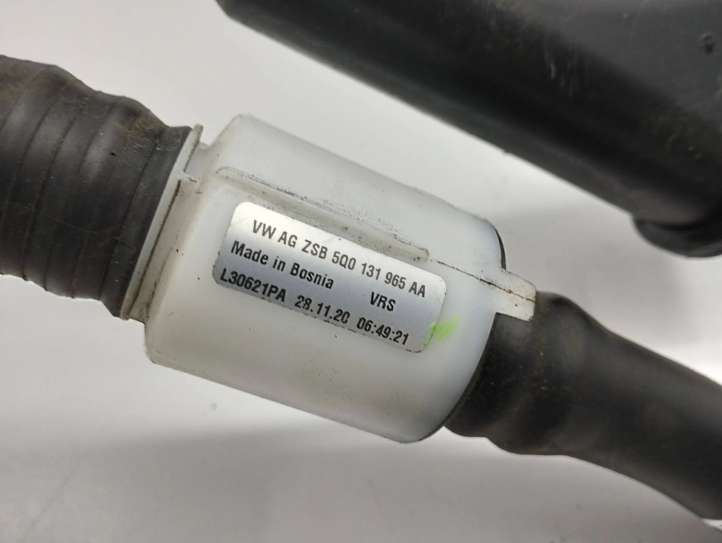 VW AG ZSB 5Q0 131 965 AA
Made in Bosnia VRS
L30621PA 28.11.20 06:49:21